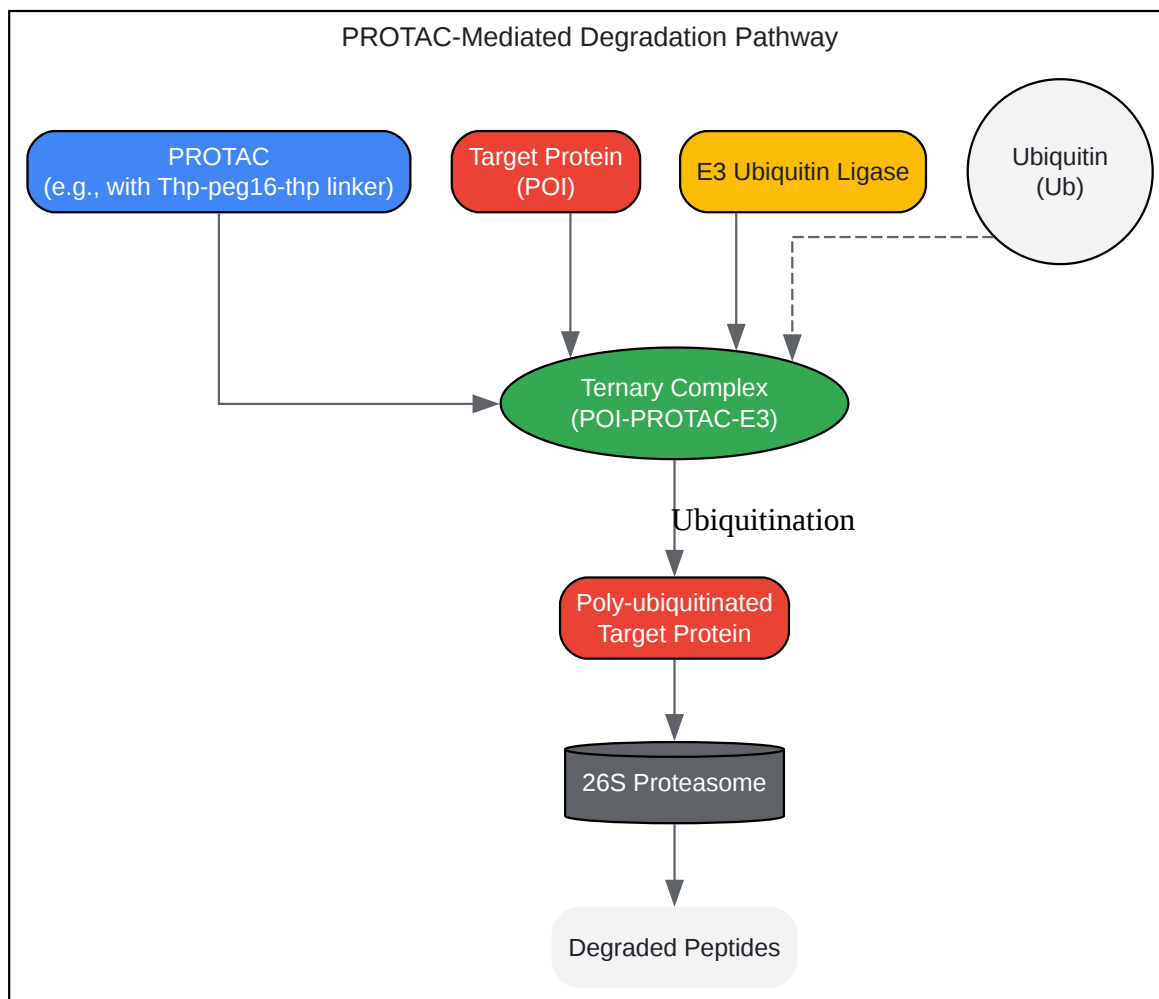 PROTAC-Mediated Degradation Pathway
PROTAC
(e.g., with Thp-peg16-thp linker)
Target Protein
(POI)
E3 Ubiquitin Ligase
Ubiquitin
(Ub)
Ternary Complex
(POI-PROTAC-E3)
Ubiquitination
Poly-ubiquitinated
Target Protein
26S Proteasome
Degraded Peptides